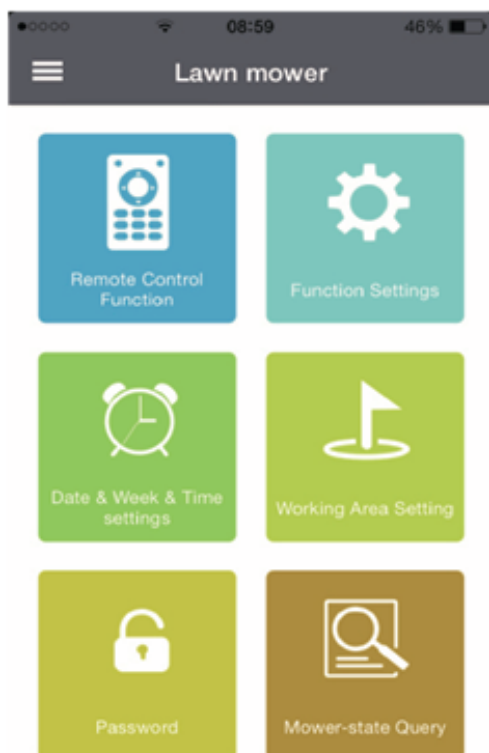 08:59
46%
Lawn mower
Remote Control
Function
Function Settings
Date & Week & Time
settings
Working Area Setting
Password
Mower-state Query